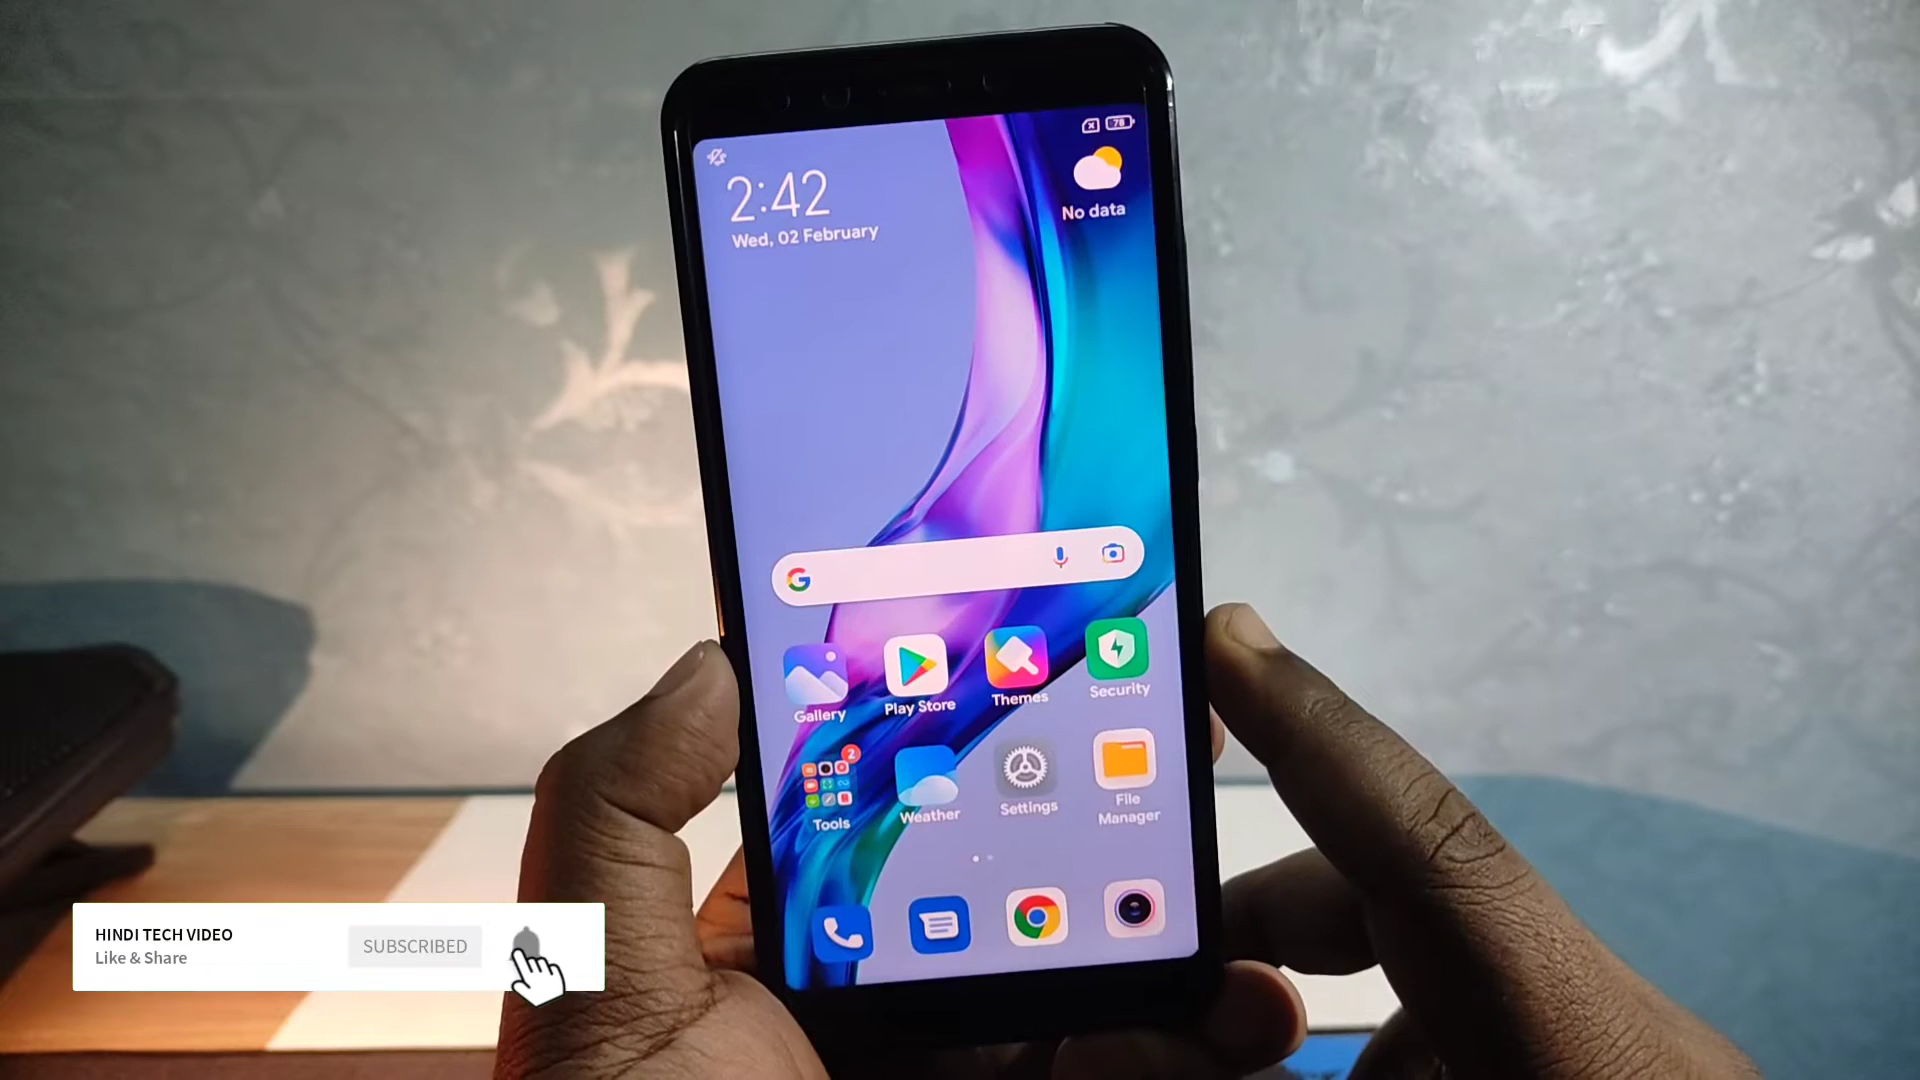 78
2:42
Wed, 02 February
No data
Gallery
Play Store
Themes
Security
2
Tools
Weather
Settings
File
Manager
HINDI TECH VIDEO
SUBSCRIBED
Like & Share